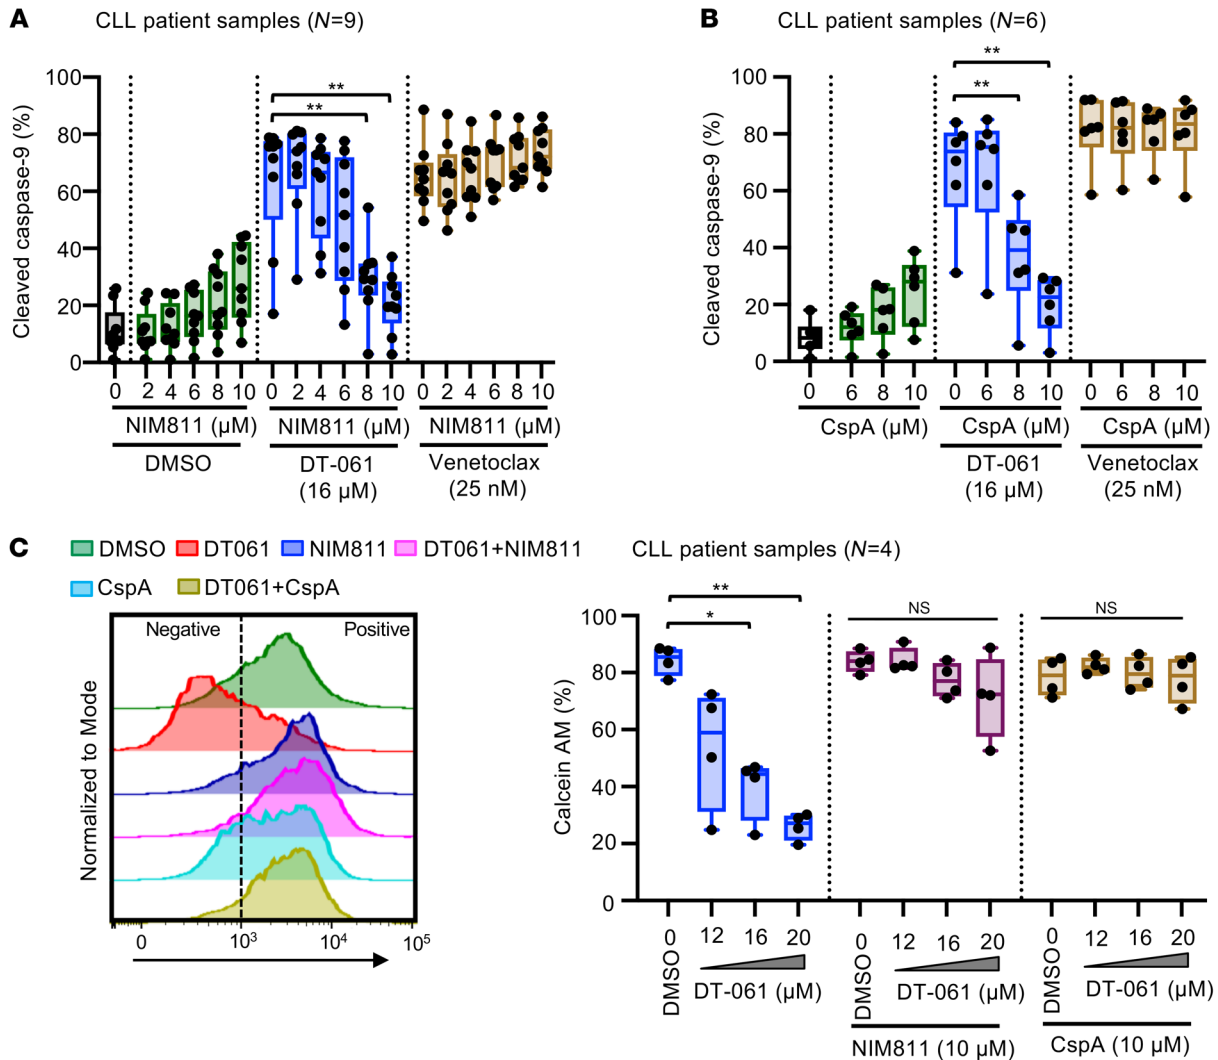 A CLL patient samples (N=9)
Cleaved caspase-9 (%)
100
80
60
40
20
0
** **
0 2 4 6 8 10 0 2 4 6 8 10 0 2 4 6 8 10
NIM811 (µM) NIM811 (µM) NIM811 (µM)
DMSO DT-061 Venetoclax
(16 µM) (25 nM)
B CLL patient samples (N=6)
Cleaved caspase-9 (%)
100
80
60
40
20
0
** **
0 6 8 10 0 6 8 10 0 6 8 10
CspA (µM) CspA (µM) CspA (µM)
DT-061 Venetoclax
(16 µM) (25 nM)
C DMSO DT061 NIM811 DT061+NIM811
CspA DT061+CspA
Negative Positive
Normalized to Mode
0 10³ 10⁴ 10⁵
CLL patient samples (N=4)
Calcein AM (%)
100
80
60
40
20
0
** * NS NS
DMSO 0 12 16 20 DMSO 0 12 16 20 DMSO 0 12 16 20
DT-061 (µM) DT-061 (µM) DT-061 (µM)
NIM811 (10 µM) CspA (10 µM)